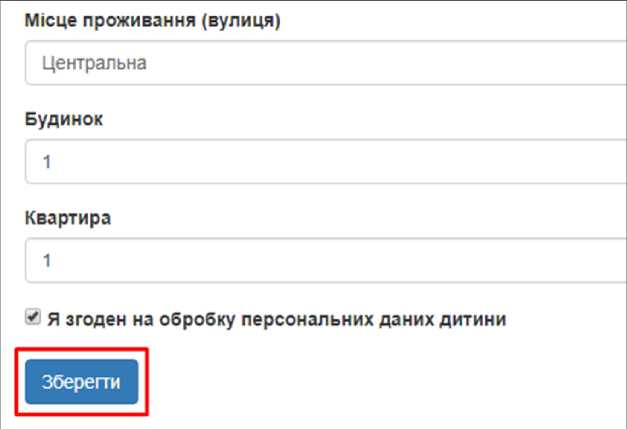 Місце проживання (вулиця)
Центральна
Будинок
1
Квартира
1
Я згоден на обробку персональних даних дитини
Зберегти